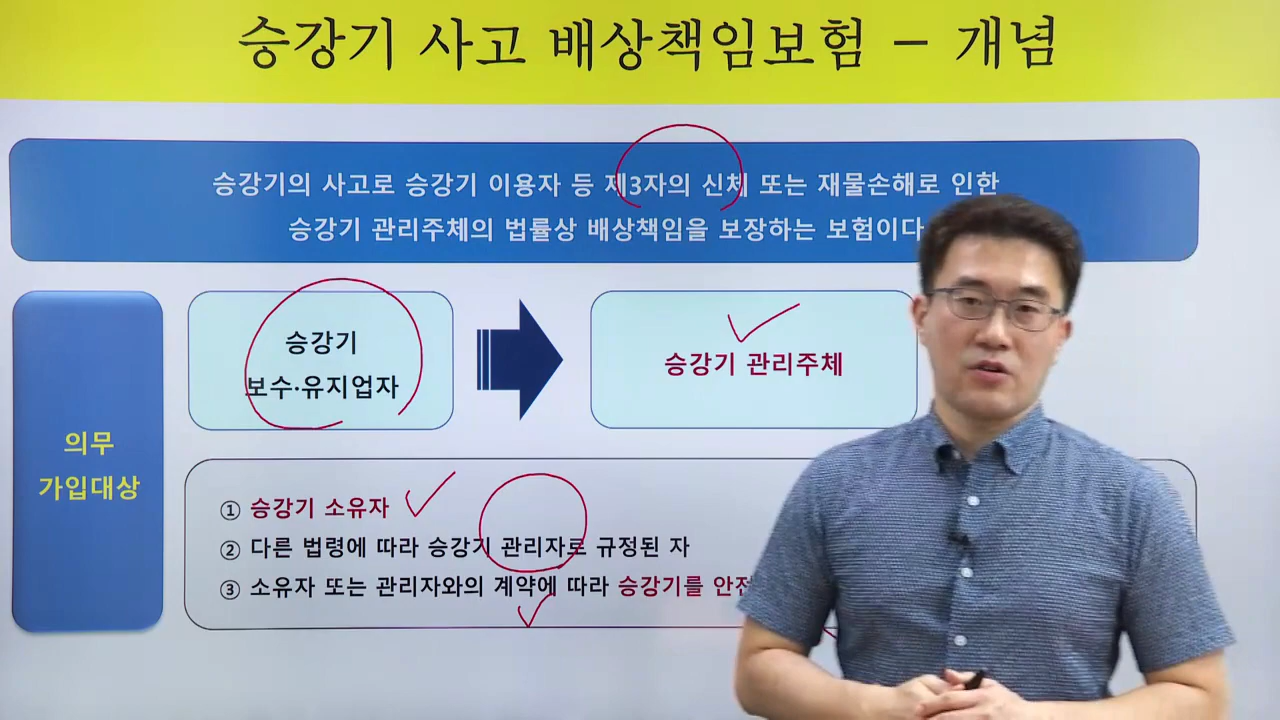 승강기 사고 배상책임보험 – 개념
승강기의 사고로 승강기 이용자 등 제3자의 신체 또는 재물손해로 인한
승강기 관리주체의 법률상 배상책임을 보장하는 보험이다
의무
가입대상
승강기
보수·유지업자
승강기 관리주체
① 승강기 소유자
② 다른 법령에 따라 승강기 관리자로 규정된 자
③ 소유자 또는 관리자와의 계약에 따라 승강기를